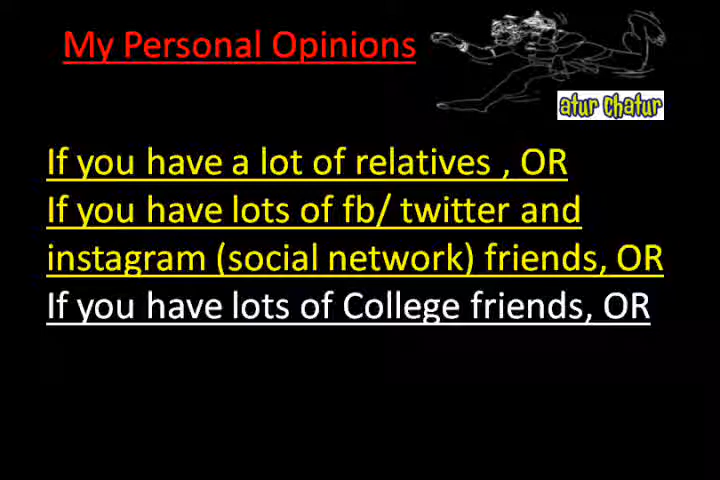 My Personal Opinions
atur chatur
If you have a lot of relatives , OR
If you have lots of fb/ twitter and
instagram (social network) friends, OR
If you have lots of College friends, OR